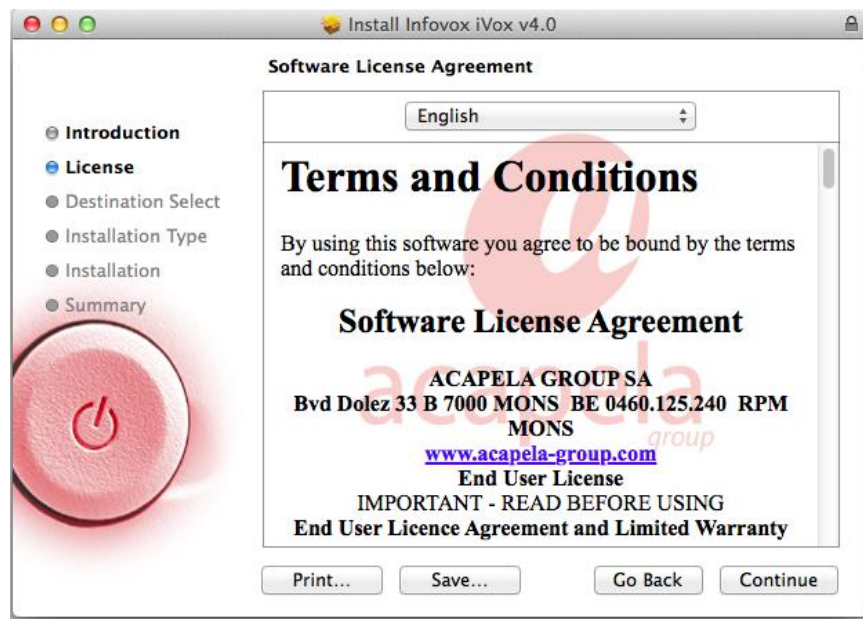 Install Infovox iVox v4.0
Software License Agreement
Introduction
License
Destination Select
Installation Type
Installation
Summary
English
Terms and Conditions
By using this software you agree to be bound by the terms
and conditions below:
Software License Agreement
ACAPELA GROUP SA
Bvd Dolez 33 B 7000 MONS  BE 0460.125.240  RPM
MONS
www.acapela-group.com
End User License
IMPORTANT - READ BEFORE USING
End User Licence Agreement and Limited Warranty
acapela
group
Print...
Save...
Go Back
Continue